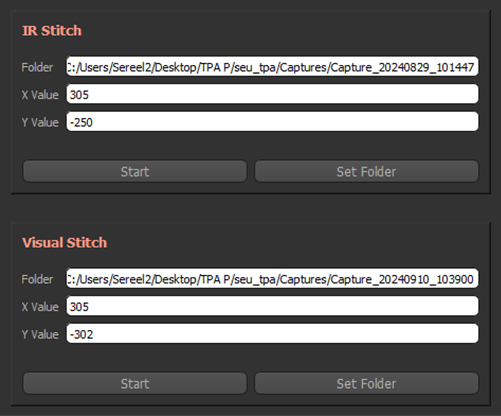 IR Stitch
Folder C:/Users/Sereel2/Desktop/TPA P/seu_tpa/Captures/Capture_20240829_101447
X Value 305
Y Value -250
Start Set Folder
Visual Stitch
Folder C:/Users/Sereel2/Desktop/TPA P/seu_tpa/Captures/Capture_20240910_103900
X Value 305
Y Value -302
Start Set Folder